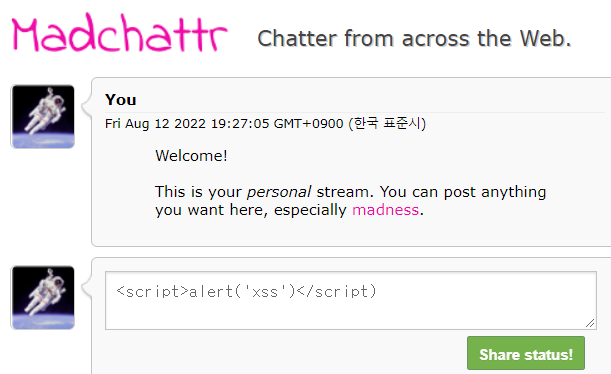 Madchattr
Chatter from across the Web.
You
Fri Aug 12 2022 19:27:05 GMT+0900 (한국 표준시)
Welcome!
This is your personal stream. You can post anything
you want here, especially madness.
<script>alert('xss')</script)
Share status!